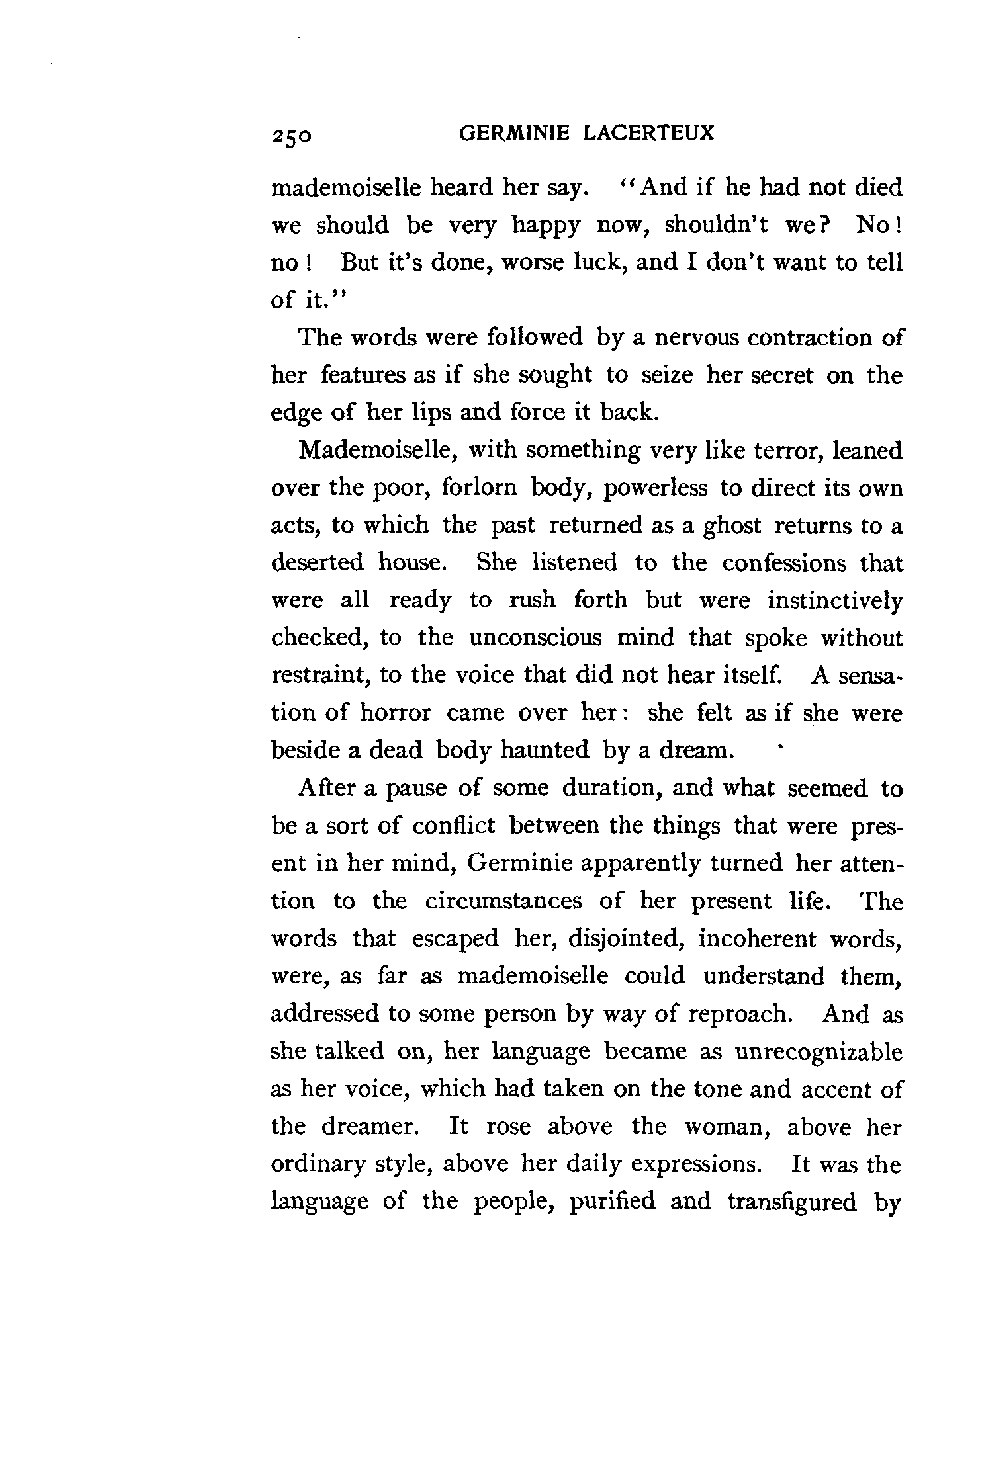 250 GERMINIE LACERTEUX
mademoiselle heard her say. "And if he had not died
we should be very happy now, shouldn't we? No!
no! But it's done, worse luck, and I don't want to tell
of it."
The words were followed by a nervous contraction of
her features as if she sought to seize her secret on the
edge of her lips and force it back.
Mademoiselle, with something very like terror, leaned
over the poor, forlorn body, powerless to direct its own
acts, to which the past returned as a ghost returns to a
deserted house. She listened to the confessions that
were all ready to rush forth but were instinctively
checked, to the unconscious mind that spoke without
restraint, to the voice that did not hear itself. A sensa-
tion of horror came over her: she felt as if she were
beside a dead body haunted by a dream.
After a pause of some duration, and what seemed to
be a sort of conflict between the things that were pres-
ent in her mind, Germinie apparently turned her atten-
tion to the circumstances of her present life. The
words that escaped her, disjointed, incoherent words,
were, as far as mademoiselle could understand them,
addressed to some person by way of reproach. And as
she talked on, her language became as unrecognizable
as her voice, which had taken on the tone and accent of
the dreamer. It rose above the woman, above her
ordinary style, above her daily expressions. It was the
language of the people, purified and transfigured by